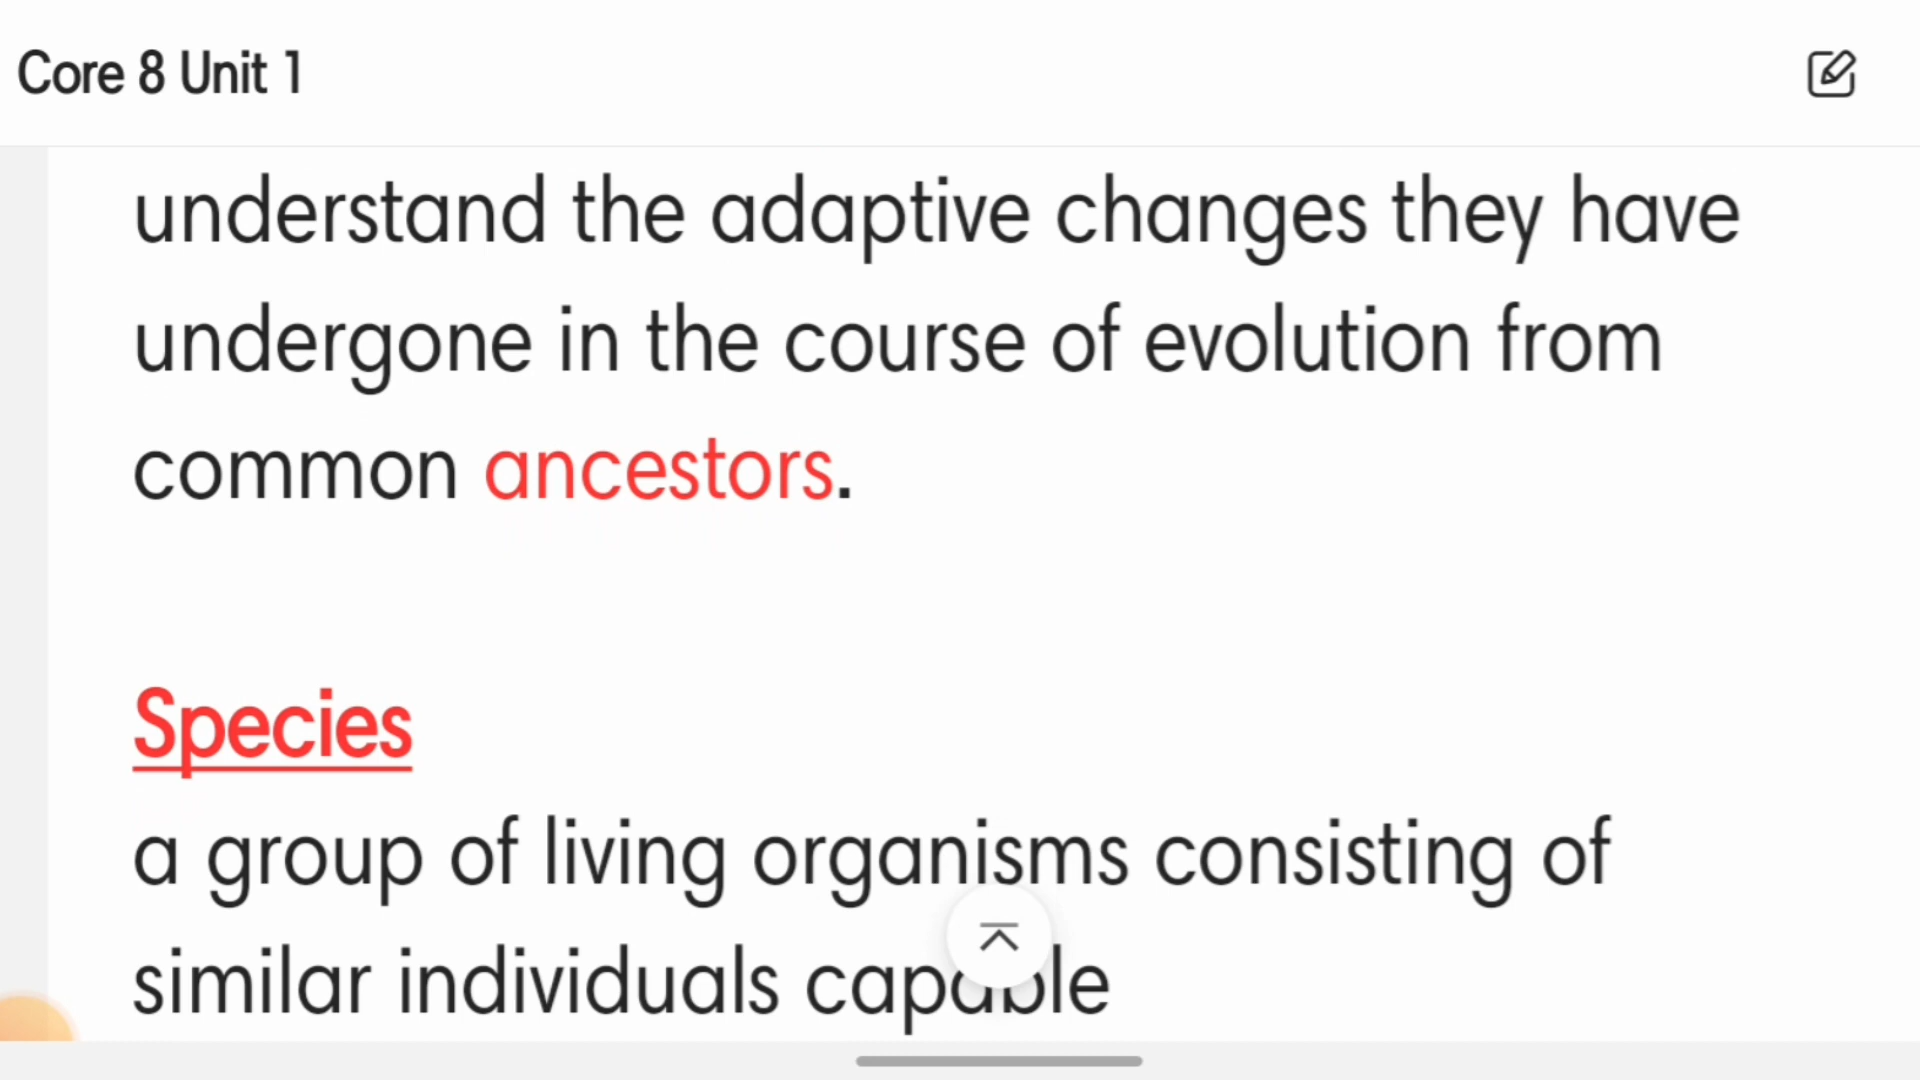 Core 8 Unit 1
understand the adaptive changes they have
undergone in the course of evolution from
common ancestors.
Species
a group of living organisms consisting of
similar individuals capable